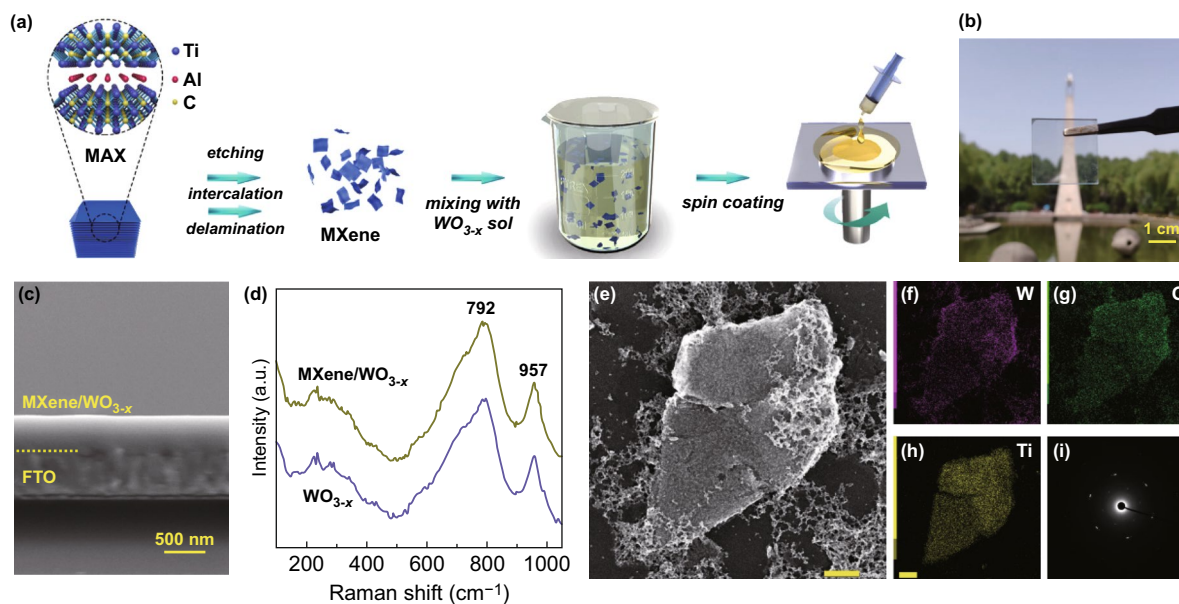 (a)
Ti
Al
C
MAX
etching
intercalation
delamination
MXene
mixing with
WO3-x sol
spin coating
(b)
1 cm
(c)
MXene/WO3-x
FTO
500 nm
(d)
792
957
MXene/WO3-x
WO3-x
Intensity (a.u.)
200 400 600 800 1000
Raman shift (cm−1)
(e)
(f) W
(g)
(h) Ti
(i)